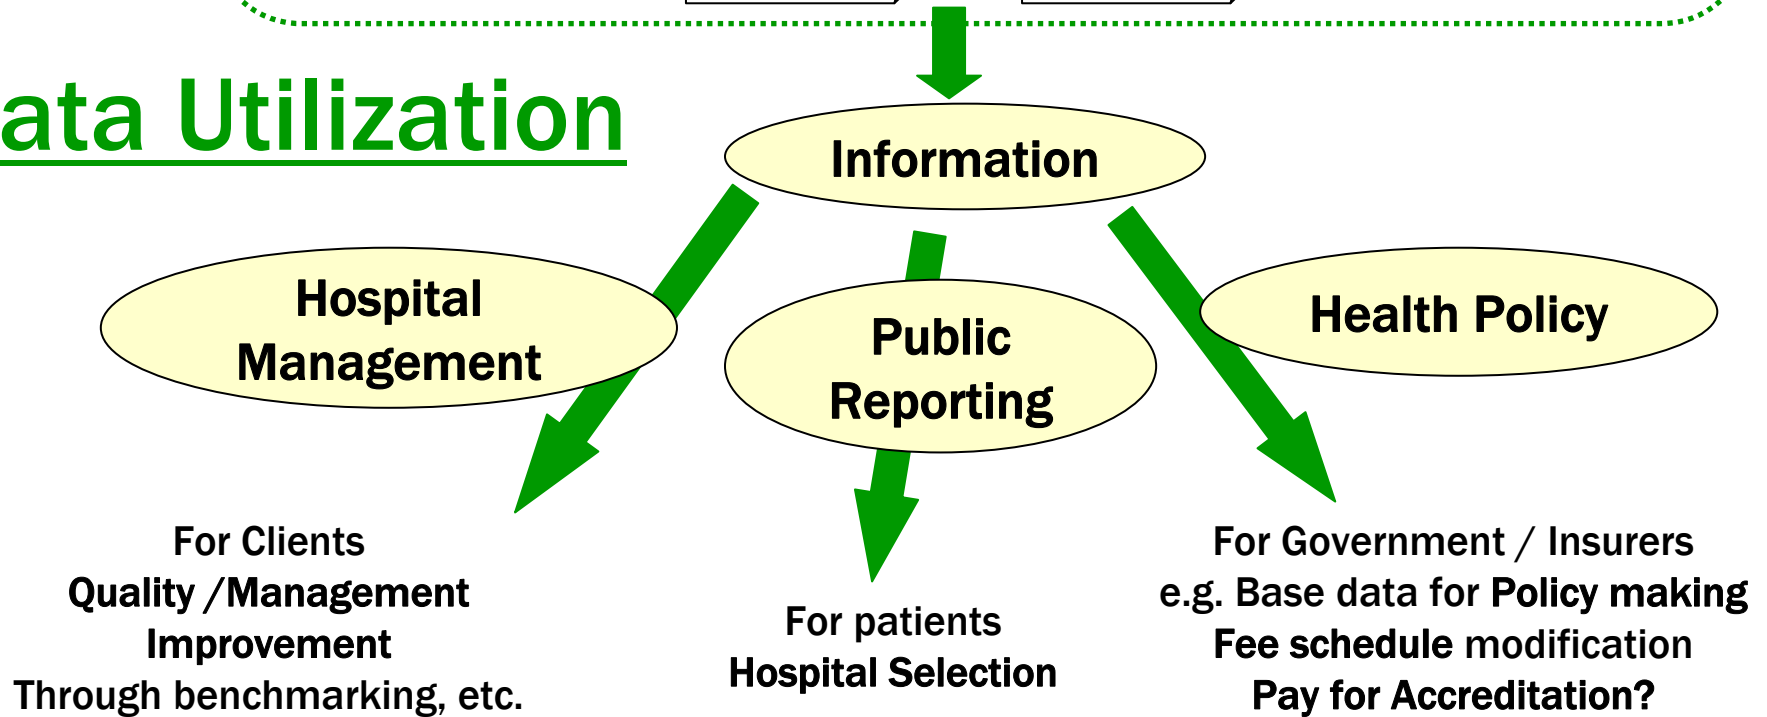 ata Utilization
Information
Hospital
Management
Public
Reporting
Health Policy
For Clients
Quality /Management
Improvement
Through benchmarking, etc.
For patients
Hospital Selection
For Government / Insurers
e.g. Base data for Policy making
Fee schedule modification
Pay for Accreditation?